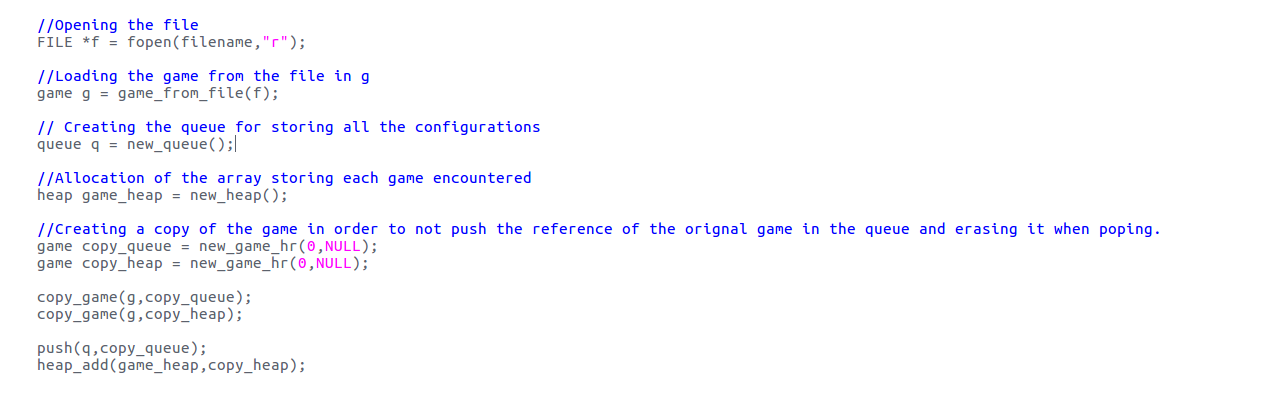 //Opening the file
FILE *f = fopen(filename,"r");
//Loading the game from the file in g
game g = game_from_file(f);
// Creating the queue for storing all the configurations
queue q = new_queue();
//Allocation of the array storing each game encountered
heap game_heap = new_heap();
//Creating a copy of the game in order to not push the reference of the orignal game in the queue and erasing it when poping.
game copy_queue = new_game_hr(0,NULL);
game copy_heap = new_game_hr(0,NULL);
copy_game(g,copy_queue);
copy_game(g,copy_heap);
push(q,copy_queue);
heap_add(game_heap,copy_heap);